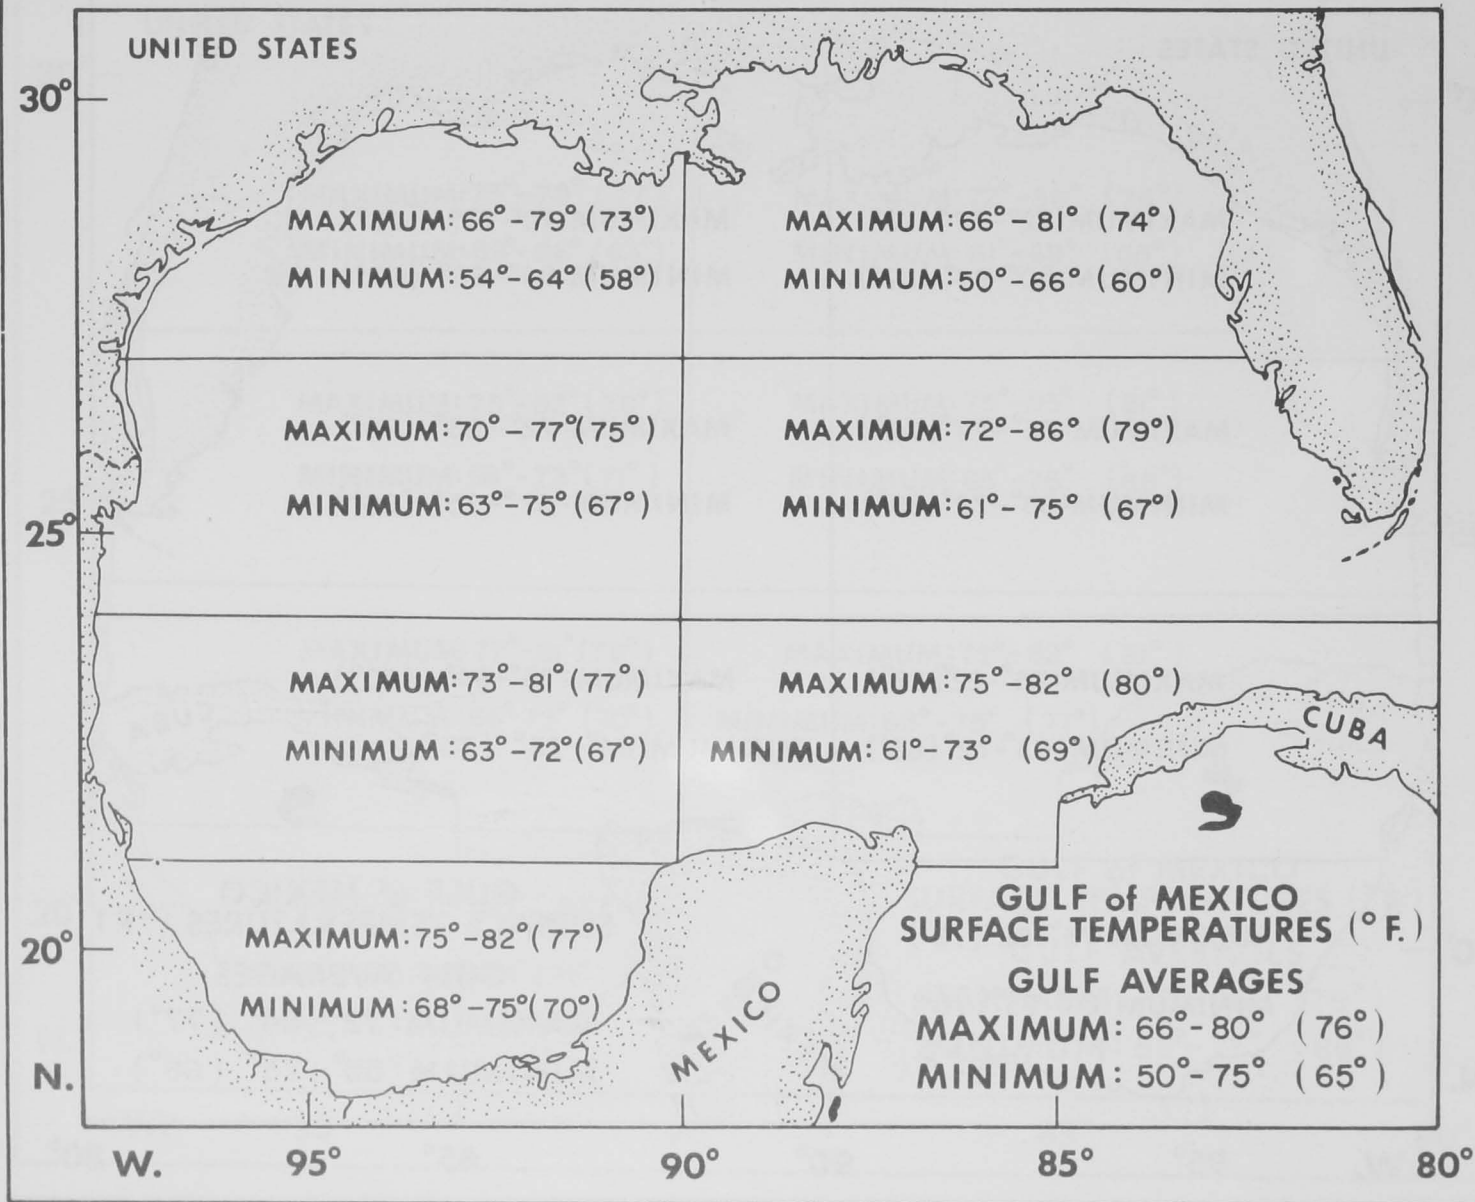 UNITED STATES
30°
MAXIMUM: 66°-79° (73°)
MINIMUM: 54°-64° (58°)
MAXIMUM: 66°-81° (74°)
MINIMUM: 50°-66° (60°)
MAXIMUM: 70°-77° (75°)
MINIMUM: 63°-75° (67°)
MAXIMUM: 72°-86° (79°)
MINIMUM: 61°-75° (67°)
25°
MAXIMUM: 73°-81° (77°)
MINIMUM: 63°-72° (67°)
MAXIMUM: 75°-82° (80°)
MINIMUM: 61°-73° (69°)
CUBA
20°
MAXIMUM: 75°-82° (77°)
MINIMUM: 68°-75° (70°)
MEXICO
GULF of MEXICO
SURFACE TEMPERATURES (°F.)
GULF AVERAGES
MAXIMUM: 66°-80° (76°)
MINIMUM: 50°-75° (65°)
N.
W. 95° 90° 85° 80°